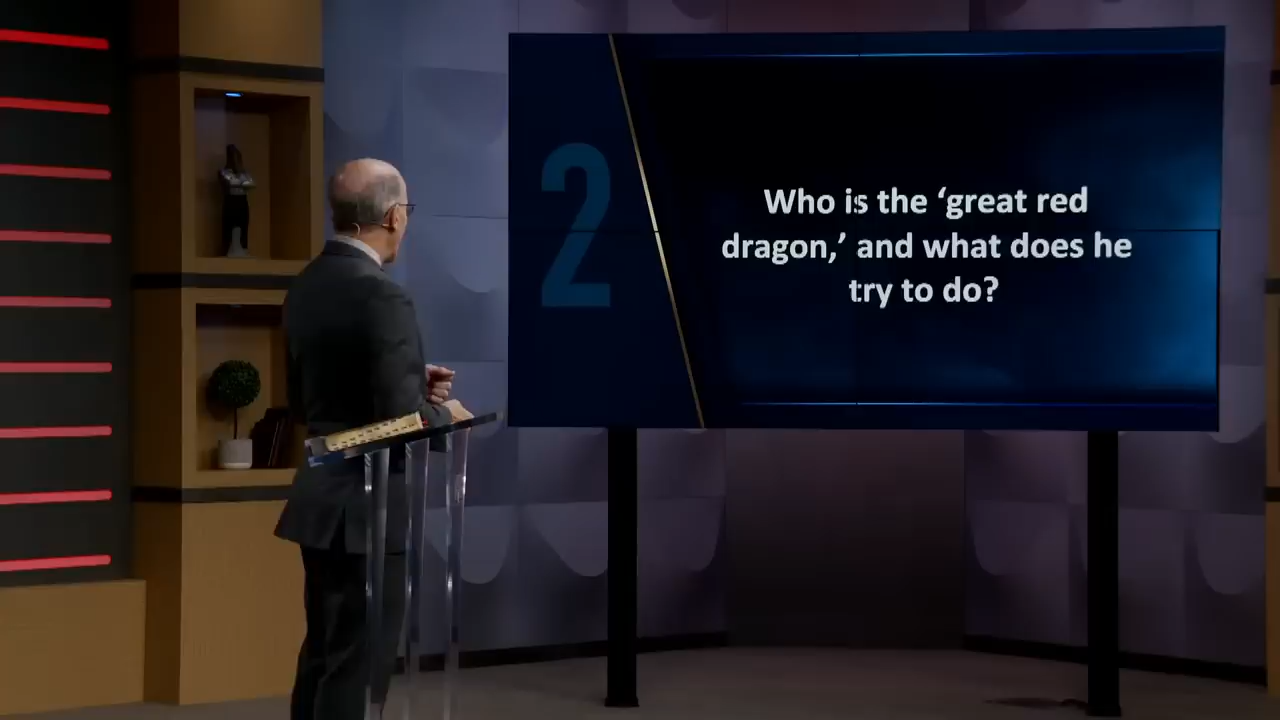 2
Who is the ‘great red
dragon,’ and what does he
try to do?